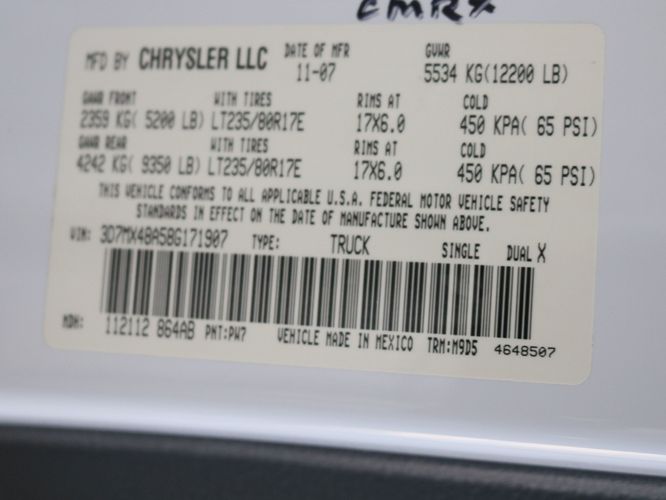 MFD BY CHRYSLER LLC DATE OF MFR GVWR
11-07 5534 KG(12200 LB)
GAWR FRONT WITH TIRES RIMS AT COLD
2359 KG( 5200 LB) LT235/80R17E 17X6.0 450 KPA( 65 PSI)
GAWR REAR WITH TIRES RIMS AT COLD
4242 KG( 9350 LB) LT235/80R17E 17X6.0 450 KPA( 65 PSI)
THIS VEHICLE CONFORMS TO ALL APPLICABLE U.S.A. FEDERAL MOTOR VEHICLE SAFETY
STANDARDS IN EFFECT ON THE DATE OF MANUFACTURE SHOWN ABOVE.
VIN: 3D7MX48A58G171907 TYPE: TRUCK SINGLE DUAL X
MDH: 112112 864AB PNT:PW7 VEHICLE MADE IN MEXICO TRM:M9D5 4648507